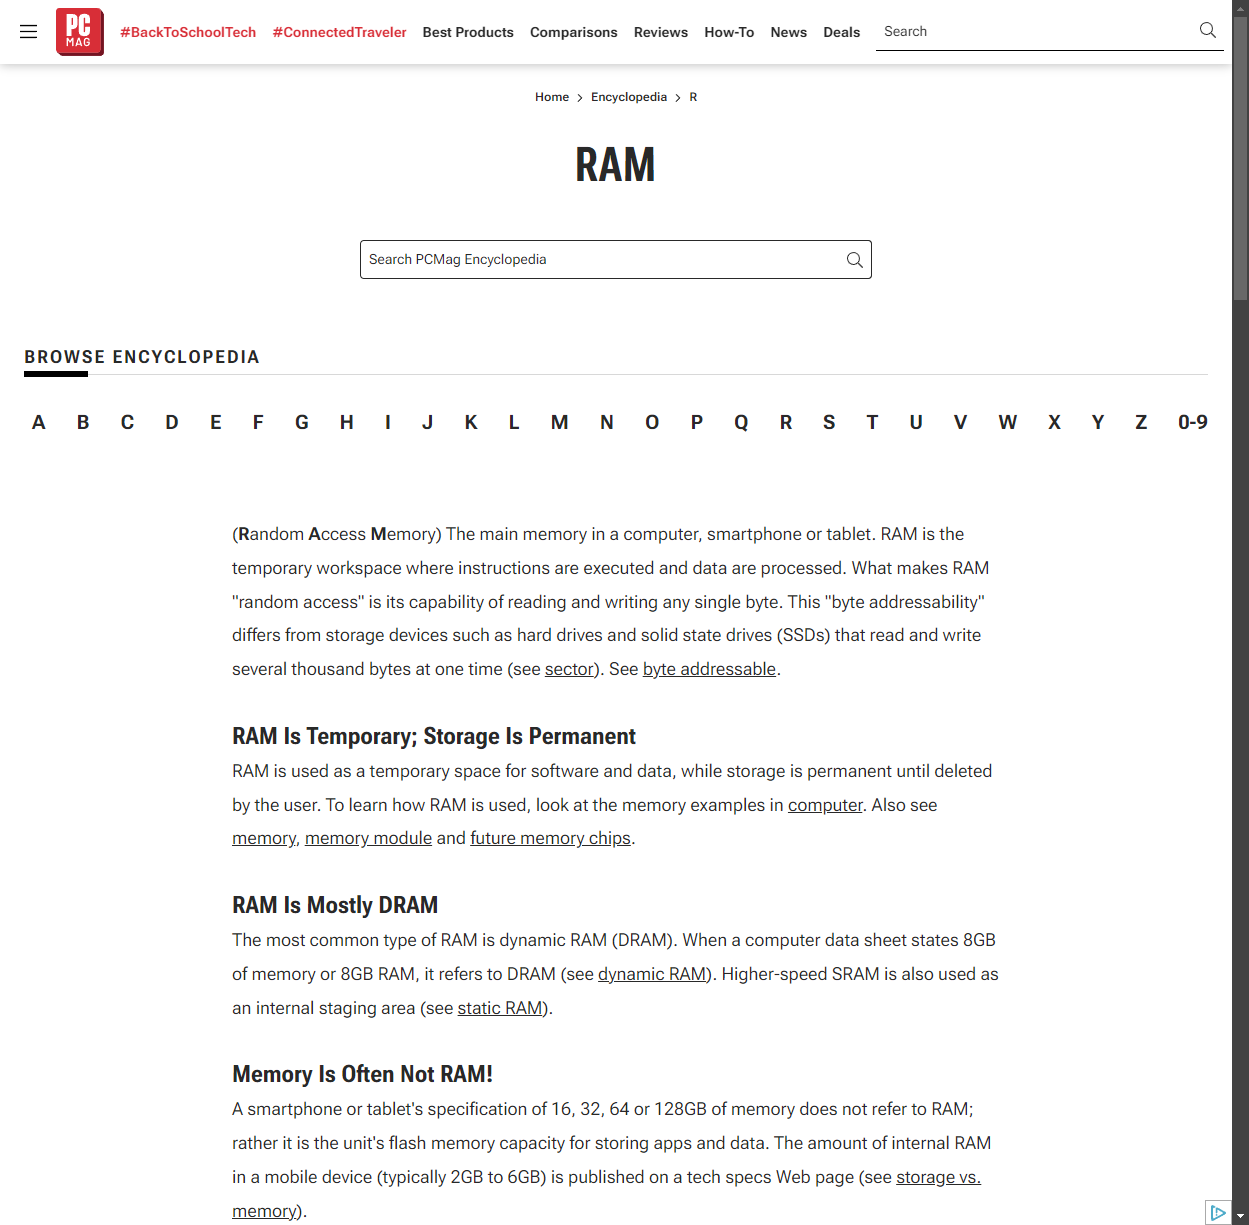 PC
MAG
#BackToSchoolTech #ConnectedTraveler Best Products Comparisons Reviews How-To News Deals Search
Home > Encyclopedia > R
RAM
Search PCMag Encyclopedia
BROWSE ENCYCLOPEDIA
A B C D E F G H I J K L M N O P Q R S T U V W X Y Z 0-9
(Random Access Memory) The main memory in a computer, smartphone or tablet. RAM is the
temporary workspace where instructions are executed and data are processed. What makes RAM
"random access" is its capability of reading and writing any single byte. This "byte addressability"
differs from storage devices such as hard drives and solid state drives (SSDs) that read and write
several thousand bytes at one time (see sector). See byte addressable.
RAM Is Temporary; Storage Is Permanent
RAM is used as a temporary space for software and data, while storage is permanent until deleted
by the user. To learn how RAM is used, look at the memory examples in computer. Also see
memory, memory module and future memory chips.
RAM Is Mostly DRAM
The most common type of RAM is dynamic RAM (DRAM). When a computer data sheet states 8GB
of memory or 8GB RAM, it refers to DRAM (see dynamic RAM). Higher-speed SRAM is also used as
an internal staging area (see static RAM).
Memory Is Often Not RAM!
A smartphone or tablet's specification of 16, 32, 64 or 128GB of memory does not refer to RAM;
rather it is the unit's flash memory capacity for storing apps and data. The amount of internal RAM
in a mobile device (typically 2GB to 6GB) is published on a tech specs Web page (see storage vs.
memory).